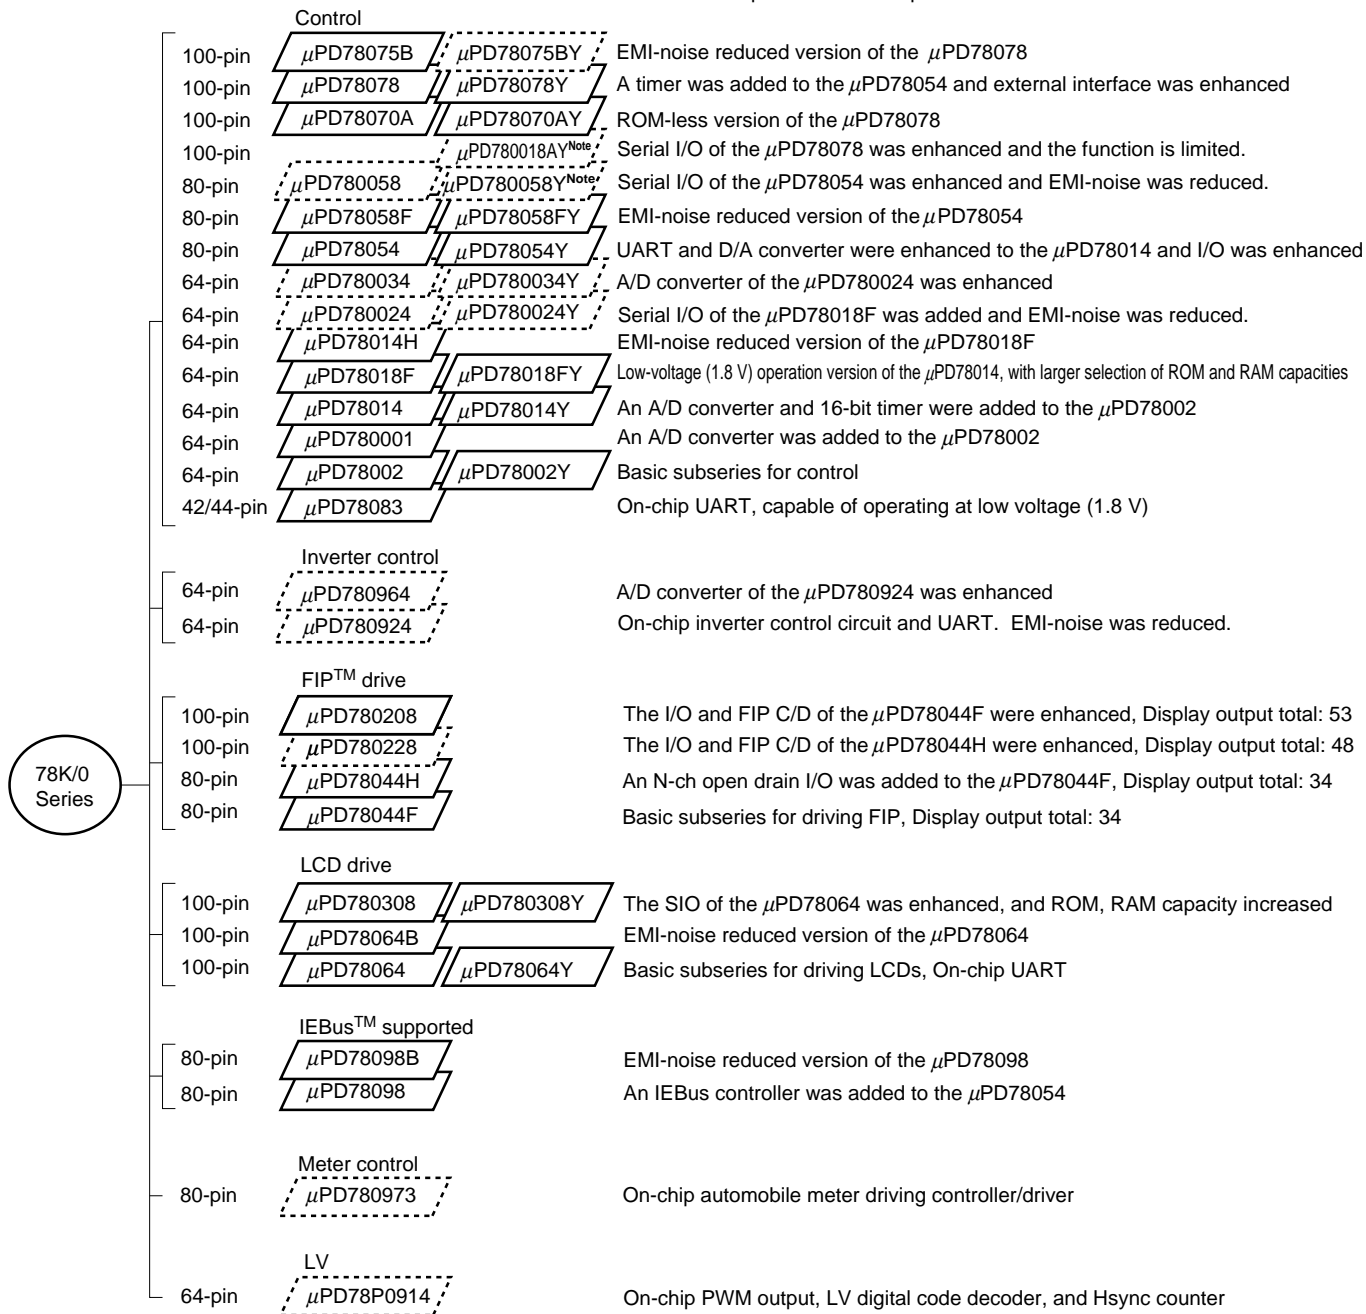 Control
100-pin μPD78075B μPD78075BY EMI-noise reduced version of the μPD78078
100-pin μPD78078 μPD78078Y A timer was added to the μPD78054 and external interface was enhanced
100-pin μPD78070A μPD78070AY ROM-less version of the μPD78078
100-pin μPD780018AY Note Serial I/O of the μPD78078 was enhanced and the function is limited.
80-pin μPD780058 μPD780058Y Note Serial I/O of the μPD78054 was enhanced and EMI-noise was reduced.
80-pin μPD78058F μPD78058FY EMI-noise reduced version of the μPD78054
80-pin μPD78054 μPD78054Y UART and D/A converter were enhanced to the μPD78014 and I/O was enhanced
64-pin μPD780034 μPD780034Y A/D converter of the μPD780024 was enhanced
64-pin μPD780024 μPD780024Y Serial I/O of the μPD78018F was added and EMI-noise was reduced.
64-pin μPD78014H EMI-noise reduced version of the μPD78018F
64-pin μPD78018F μPD78018FY Low-voltage (1.8 V) operation version of the μPD78014, with larger selection of ROM and RAM capacities
64-pin μPD78014 μPD78014Y An A/D converter and 16-bit timer were added to the μPD78002
64-pin μPD780001 An A/D converter was added to the μPD78002
64-pin μPD78002 μPD78002Y Basic subseries for control
42/44-pin μPD78083 On-chip UART, capable of operating at low voltage (1.8 V)
Inverter control
64-pin μPD780964 A/D converter of the μPD780924 was enhanced
64-pin μPD780924 On-chip inverter control circuit and UART. EMI-noise was reduced.
FIP™ drive
100-pin μPD780208 The I/O and FIP C/D of the μPD78044F were enhanced, Display output total: 53
100-pin μPD780228 The I/O and FIP C/D of the μPD78044H were enhanced, Display output total: 48
78K/0 Series
80-pin μPD78044H An N-ch open drain I/O was added to the μPD78044F, Display output total: 34
80-pin μPD78044F Basic subseries for driving FIP, Display output total: 34
LCD drive
100-pin μPD780308 μPD780308Y The SIO of the μPD78064 was enhanced, and ROM, RAM capacity increased
100-pin μPD78064B EMI-noise reduced version of the μPD78064
100-pin μPD78064 μPD78064Y Basic subseries for driving LCDs, On-chip UART
IEBus™ supported
80-pin μPD78098B EMI-noise reduced version of the μPD78098
80-pin μPD78098 An IEBus controller was added to the μPD78054
Meter control
80-pin μPD780973 On-chip automobile meter driving controller/driver
LV
64-pin μPD78P0914 On-chip PWM output, LV digital code decoder, and Hsync counter